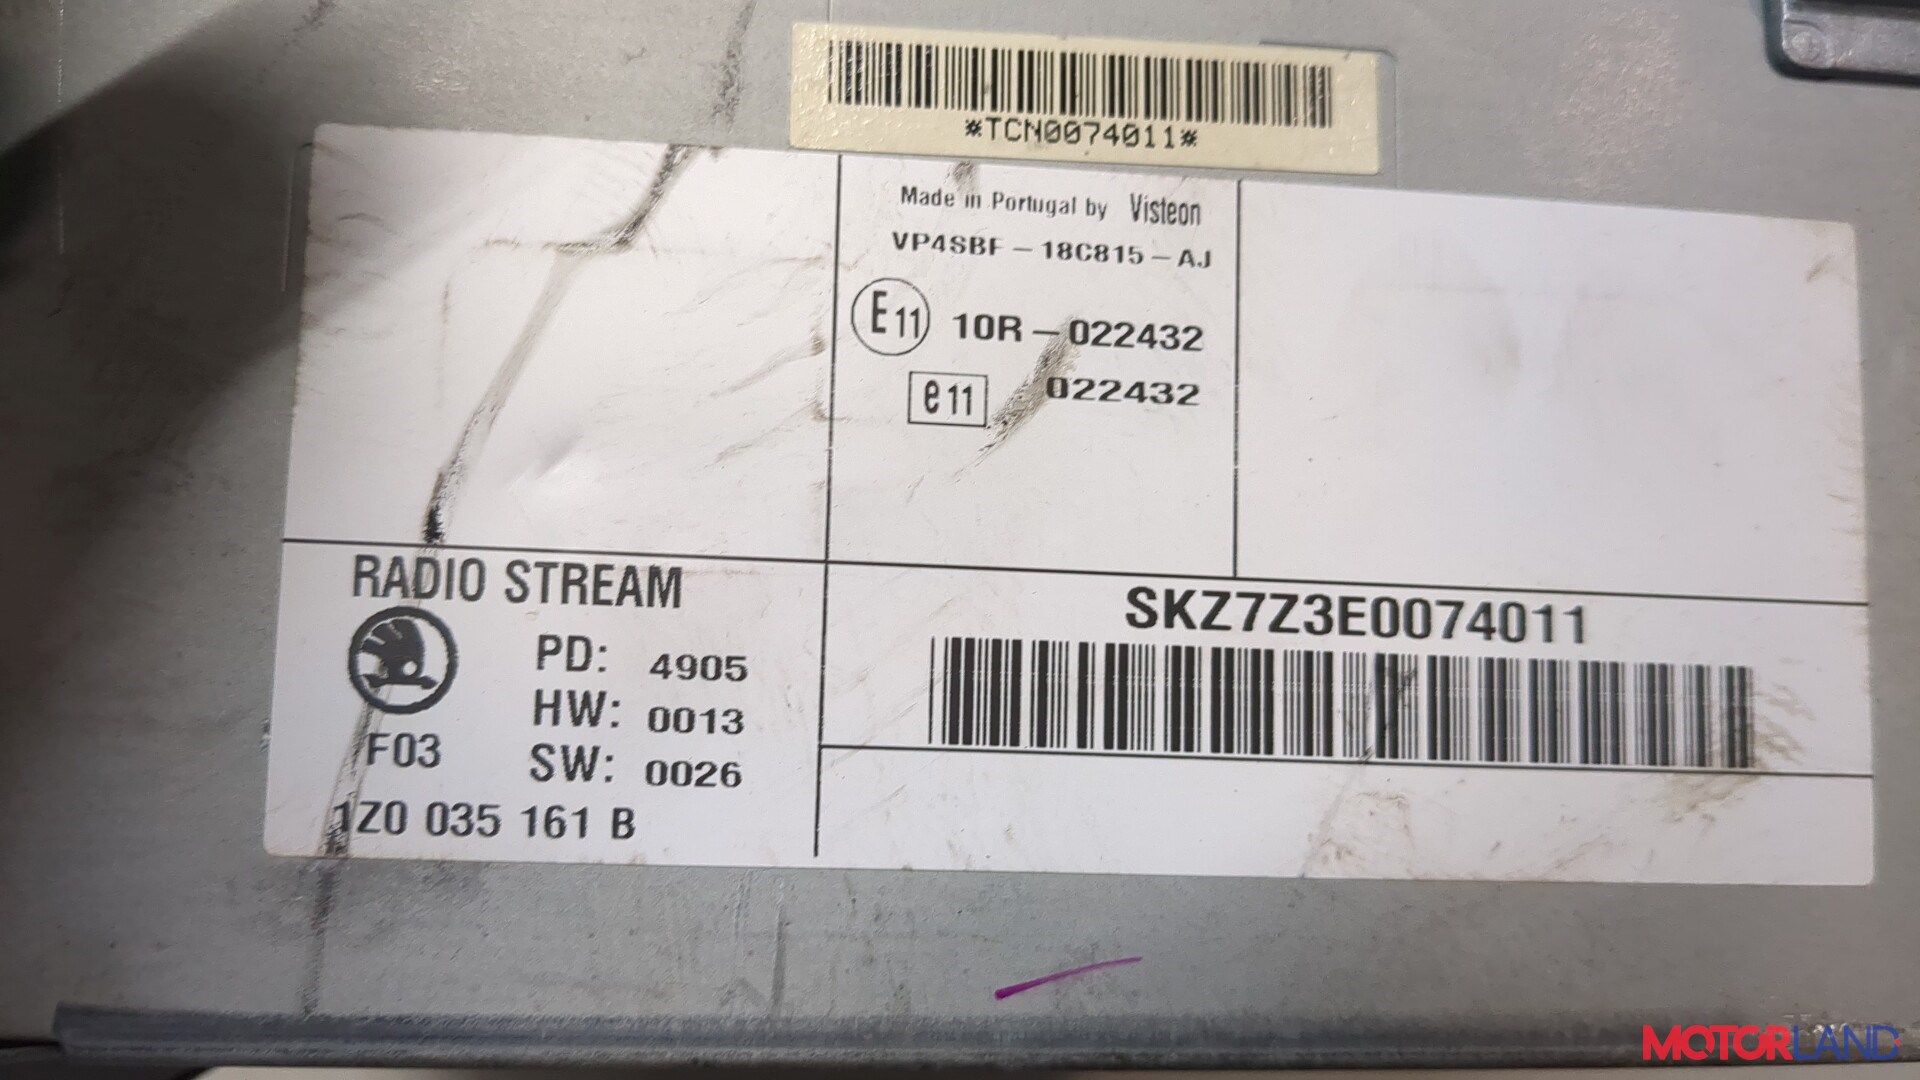 *TCN0074011*
Made in Portugal by Visteon
VP4SBF – 18C815 – AJ
E11 10R – 022432
e11 022432
RADIO STREAM
PD: 4905
HW: 0013
F03 SW: 0026
1Z0 035 161 B
SKZ7Z3E0074011
MOTORLAND